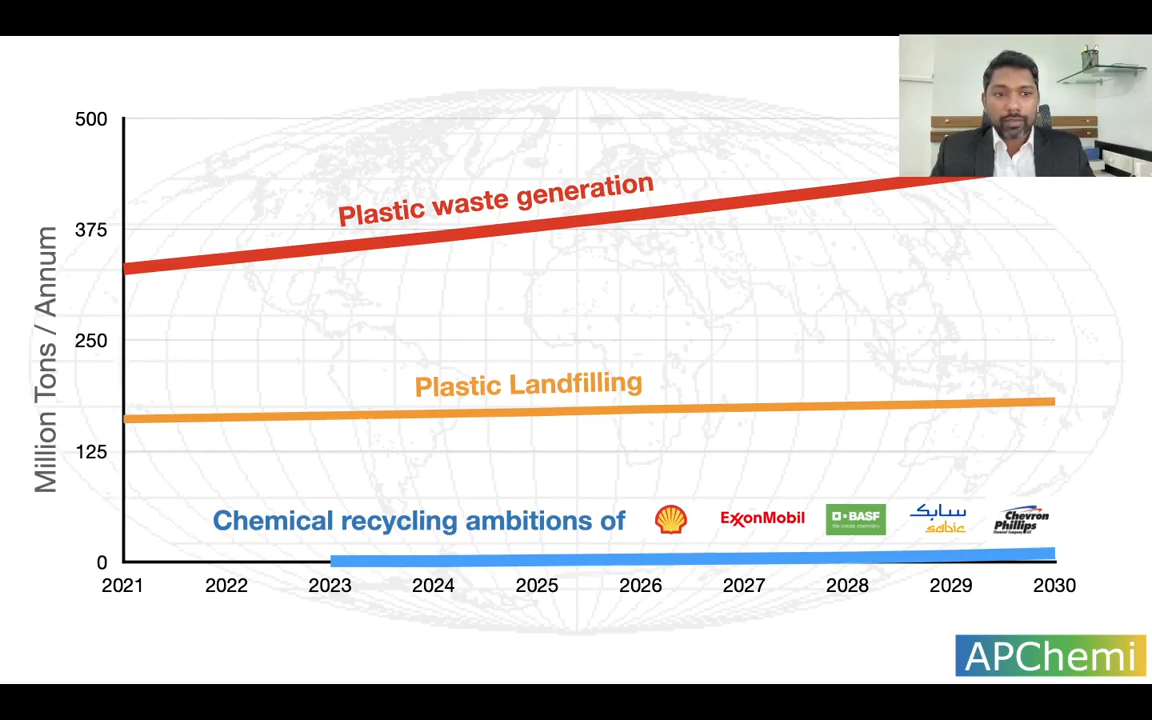 500
375
250
125
0
Million Tons / Annum
Plastic waste generation
Plastic Landfilling
Chemical recycling ambitions of
ExxonMobil
BASF
We create chemistry
سابك
sabic
Chevron
Phillips
2021 2022 2023 2024 2025 2026 2027 2028 2029 2030
APChemi